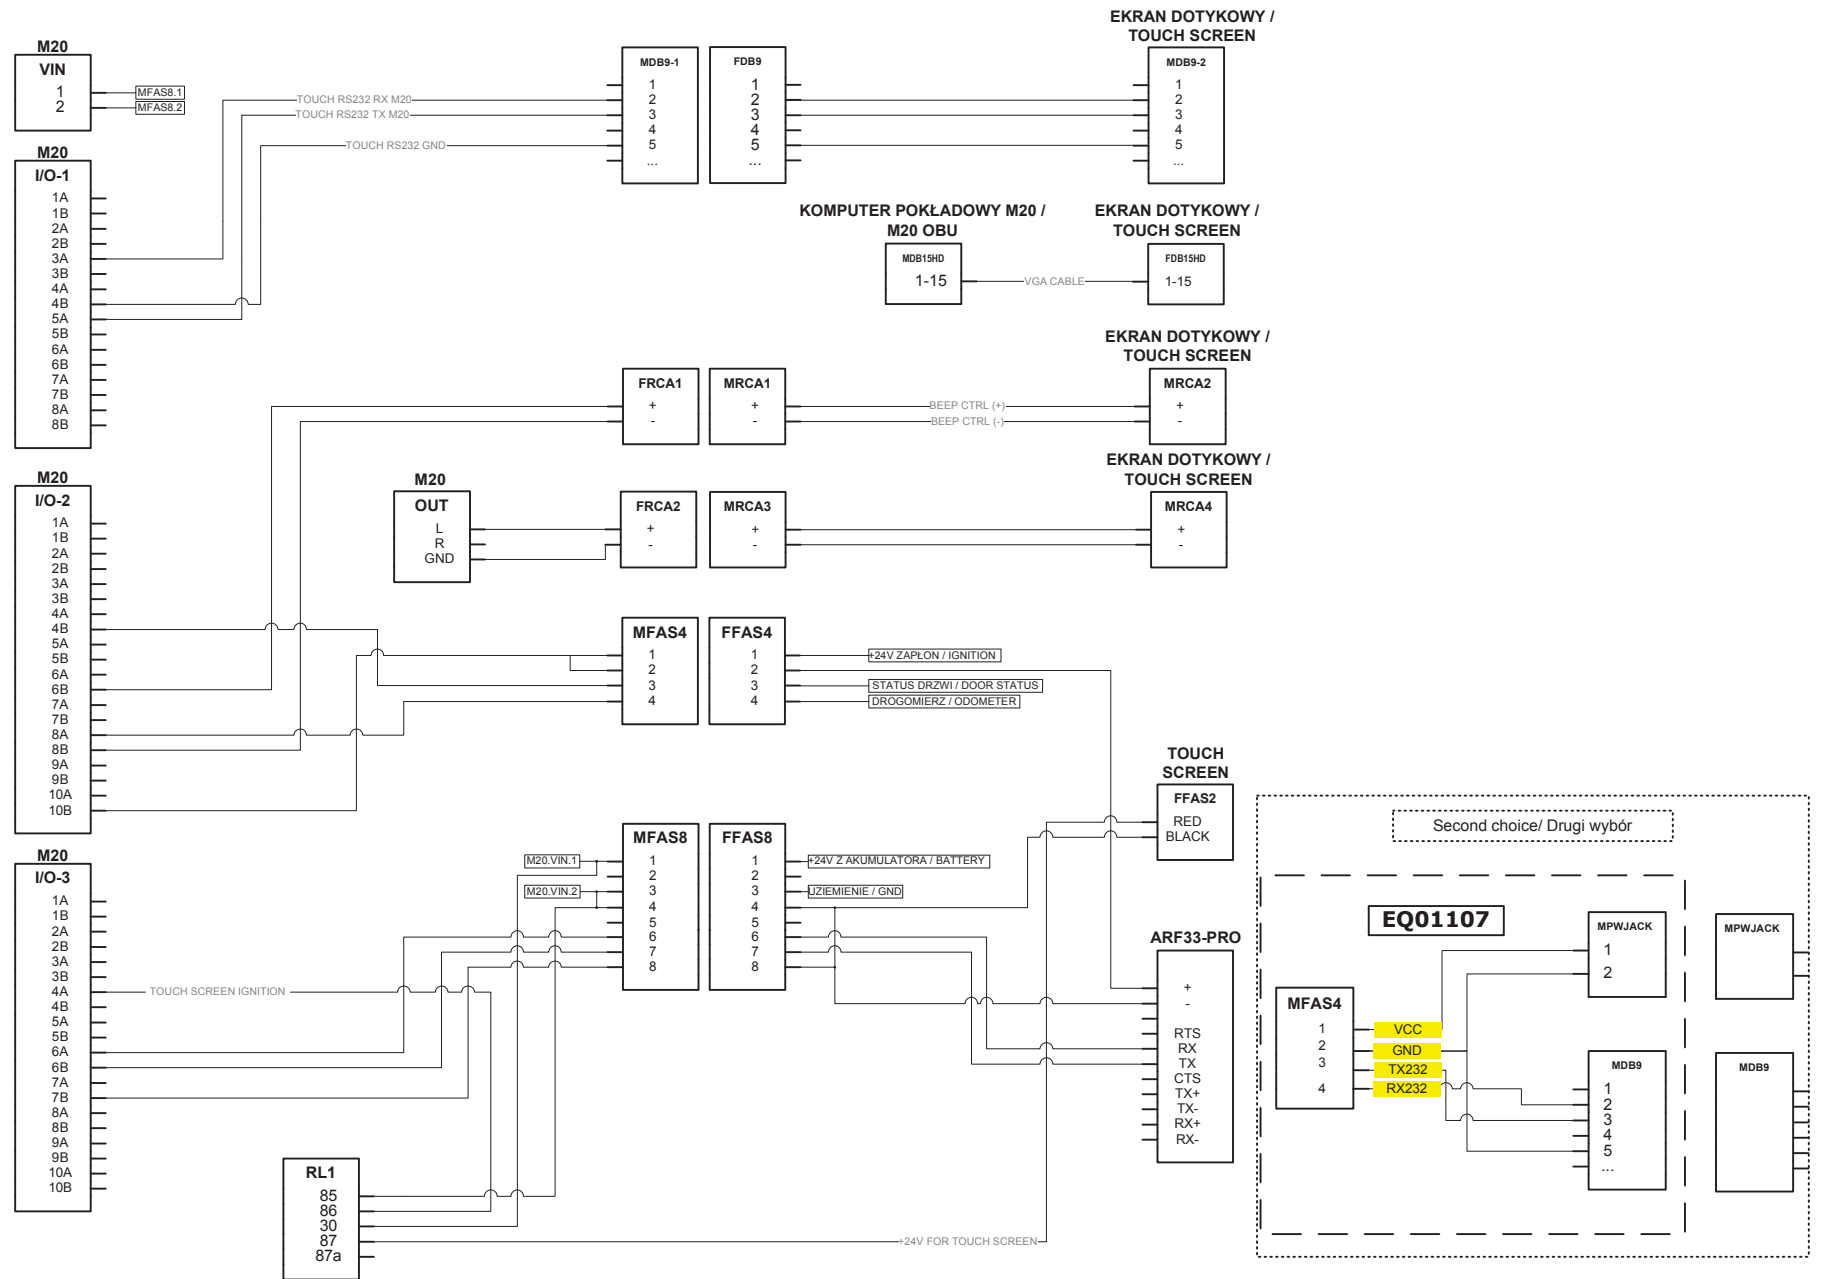 M20
VIN
1
2
MFAS8.1
MFAS8.2
M20
I/O-1
1A
1B
2A
2B
3A
3B
4A
4B
5A
5B
6A
6B
7A
7B
8A
8B
TOUCH RS232 RX M20
TOUCH RS232 TX M20
TOUCH RS232 GND
MDB9-1
1
2
3
4
5
...
FDB9
1
2
3
4
5
...
EKRAN DOTYKOWY /
TOUCH SCREEN
MDB9-2
1
2
3
4
5
...
KOMPUTER POKŁADOWY M20 /
M20 OBU
MDB15HD
1-15
VGA CABLE
EKRAN DOTYKOWY /
TOUCH SCREEN
FDB15HD
1-15
FRCA1
+
-
MRCA1
+
-
BEEP CTRL (+)
BEEP CTRL (-)
EKRAN DOTYKOWY /
TOUCH SCREEN
MRCA2
+
-
M20
OUT
L
R
GND
FRCA2
+
-
MRCA3
+
-
EKRAN DOTYKOWY /
TOUCH SCREEN
MRCA4
+
-
M20
I/O-2
1A
1B
2A
2B
3A
3B
4A
4B
5A
5B
6A
6B
7A
7B
8A
8B
9A
9B
10A
10B
MFAS4
1
2
3
4
FFAS4
1
2
3
4
+24V ZAPŁON / IGNITION
STATUS DRZWI / DOOR STATUS
DROGOMIERZ / ODOMETER
M20
I/O-3
1A
1B
2A
2B
3A
3B
4A
4B
5A
5B
6A
6B
7A
7B
8A
8B
9A
9B
10A
10B
TOUCH SCREEN IGNITION
M20.VIN.1
M20.VIN.2
MFAS8
1
2
3
4
5
6
7
8
FFAS8
1
2
3
4
5
6
7
8
+24V Z AKUMULATORA / BATTERY
UZIEMIENIE / GND
TOUCH
SCREEN
FFAS2
RED
BLACK
ARF33-PRO
+
-
RTS
RX
TX
CTS
TX+
TX-
RX+
RX-
RL1
85
86
30
87
87a
+24V FOR TOUCH SCREEN
Second choice/ Drugi wybór
EQ01107
MFAS4
1
2
3
4
VCC
GND
TX232
RX232
MPWJACK
1
2
MDB9
1
2
3
4
5
...
MPWJACK
MDB9